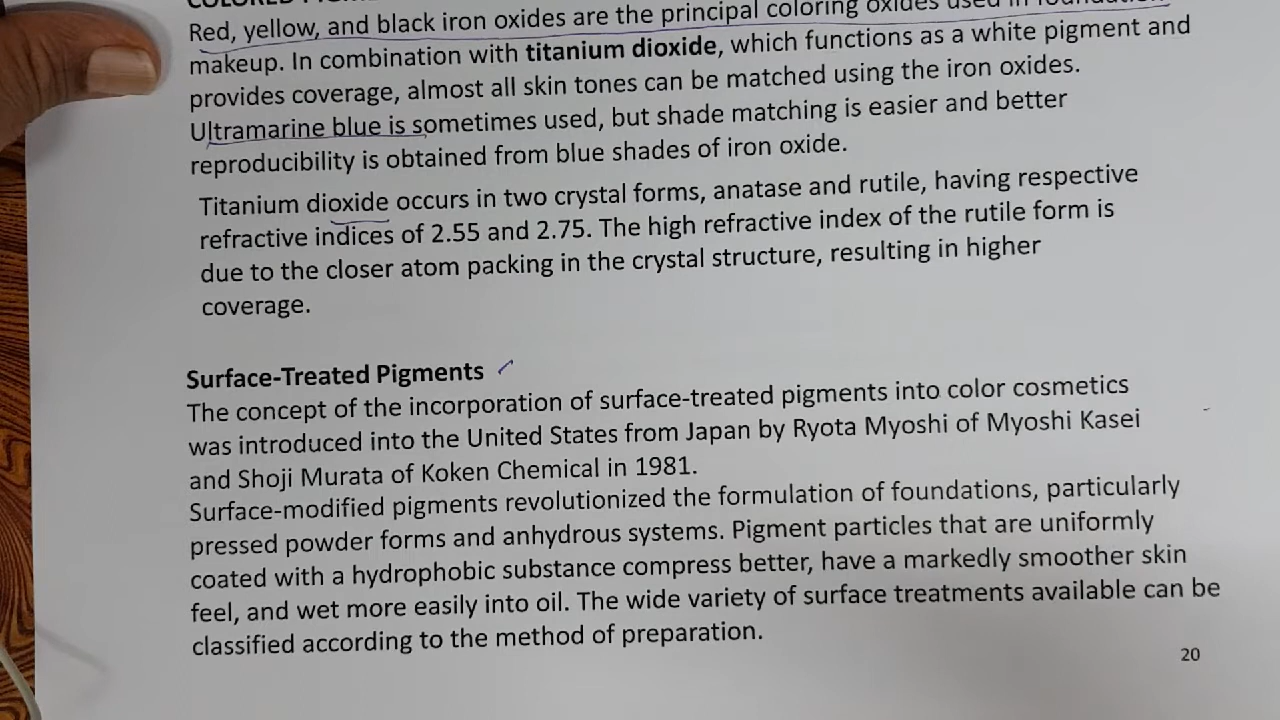 COLORED
Red, yellow, and black iron oxides are the principal coloring oxides used in
makeup. In combination with titanium dioxide, which functions as a white pigment and
provides coverage, almost all skin tones can be matched using the iron oxides.
Ultramarine blue is sometimes used, but shade matching is easier and better
reproducibility is obtained from blue shades of iron oxide.
Titanium dioxide occurs in two crystal forms, anatase and rutile, having respective
refractive indices of 2.55 and 2.75. The high refractive index of the rutile form is
due to the closer atom packing in the crystal structure, resulting in higher
coverage.
Surface-Treated Pigments
The concept of the incorporation of surface-treated pigments into color cosmetics
was introduced into the United States from Japan by Ryota Myoshi of Myoshi Kasei
and Shoji Murata of Koken Chemical in 1981.
Surface-modified pigments revolutionized the formulation of foundations, particularly
pressed powder forms and anhydrous systems. Pigment particles that are uniformly
coated with a hydrophobic substance compress better, have a markedly smoother skin
feel, and wet more easily into oil. The wide variety of surface treatments available can be
classified according to the method of preparation.
20